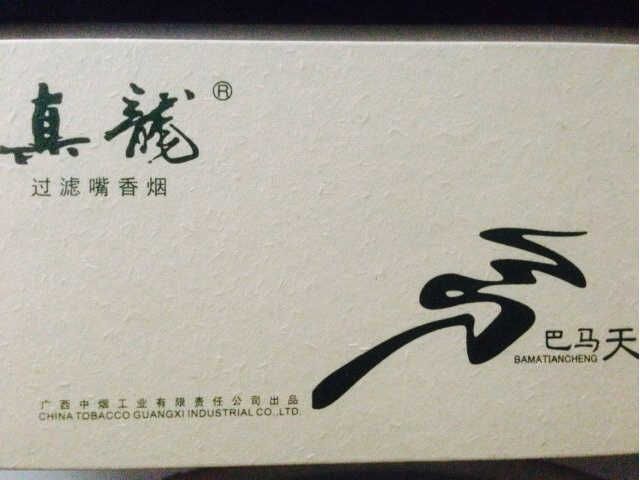 真龍®
过滤嘴香烟
巴马天
BAMATIANCHENG
广西中烟工业有限责任公司出品
CHINA TOBACCO GUANGXI INDUSTRIAL CO.,LTD.